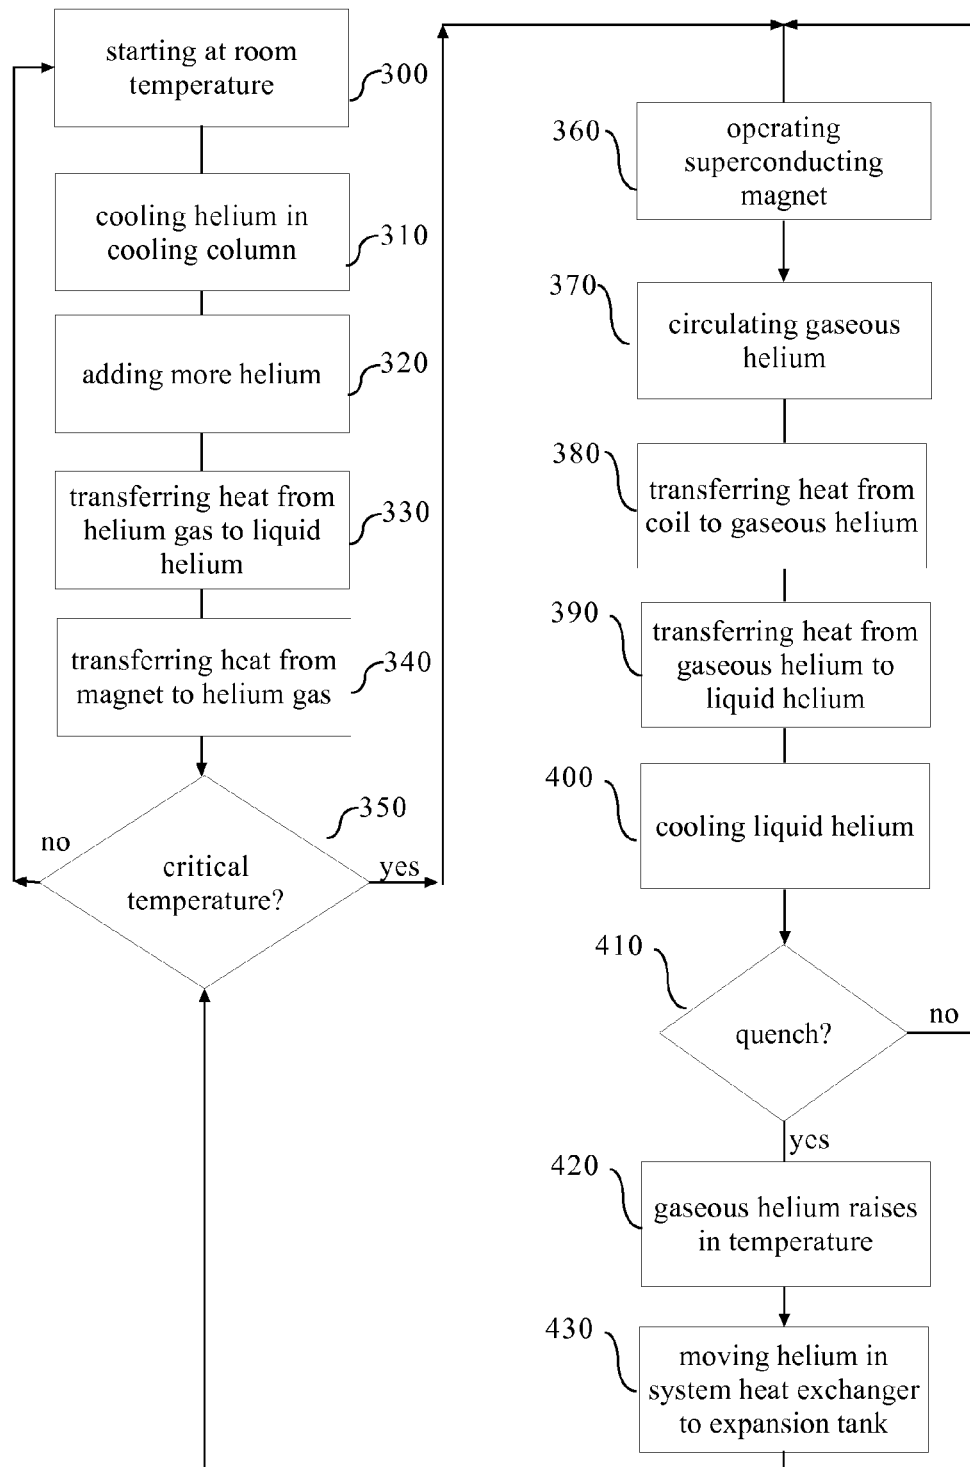 starting at room
temperature
300
cooling helium in
cooling column
310
adding more helium
320
transferring heat from
helium gas to liquid
helium
330
transferring heat from
magnet to helium gas
340
350
no
critical
temperature?
yes
360
operating
superconducting
magnet
370
circulating gaseous
helium
380
transferring heat from
coil to gaseous helium
390
transferring heat from
gaseous helium to
liquid helium
400
cooling liquid helium
410
quench?
no
yes
420
gaseous helium raises
in temperature
430
moving helium in
system heat exchanger
to expansion tank